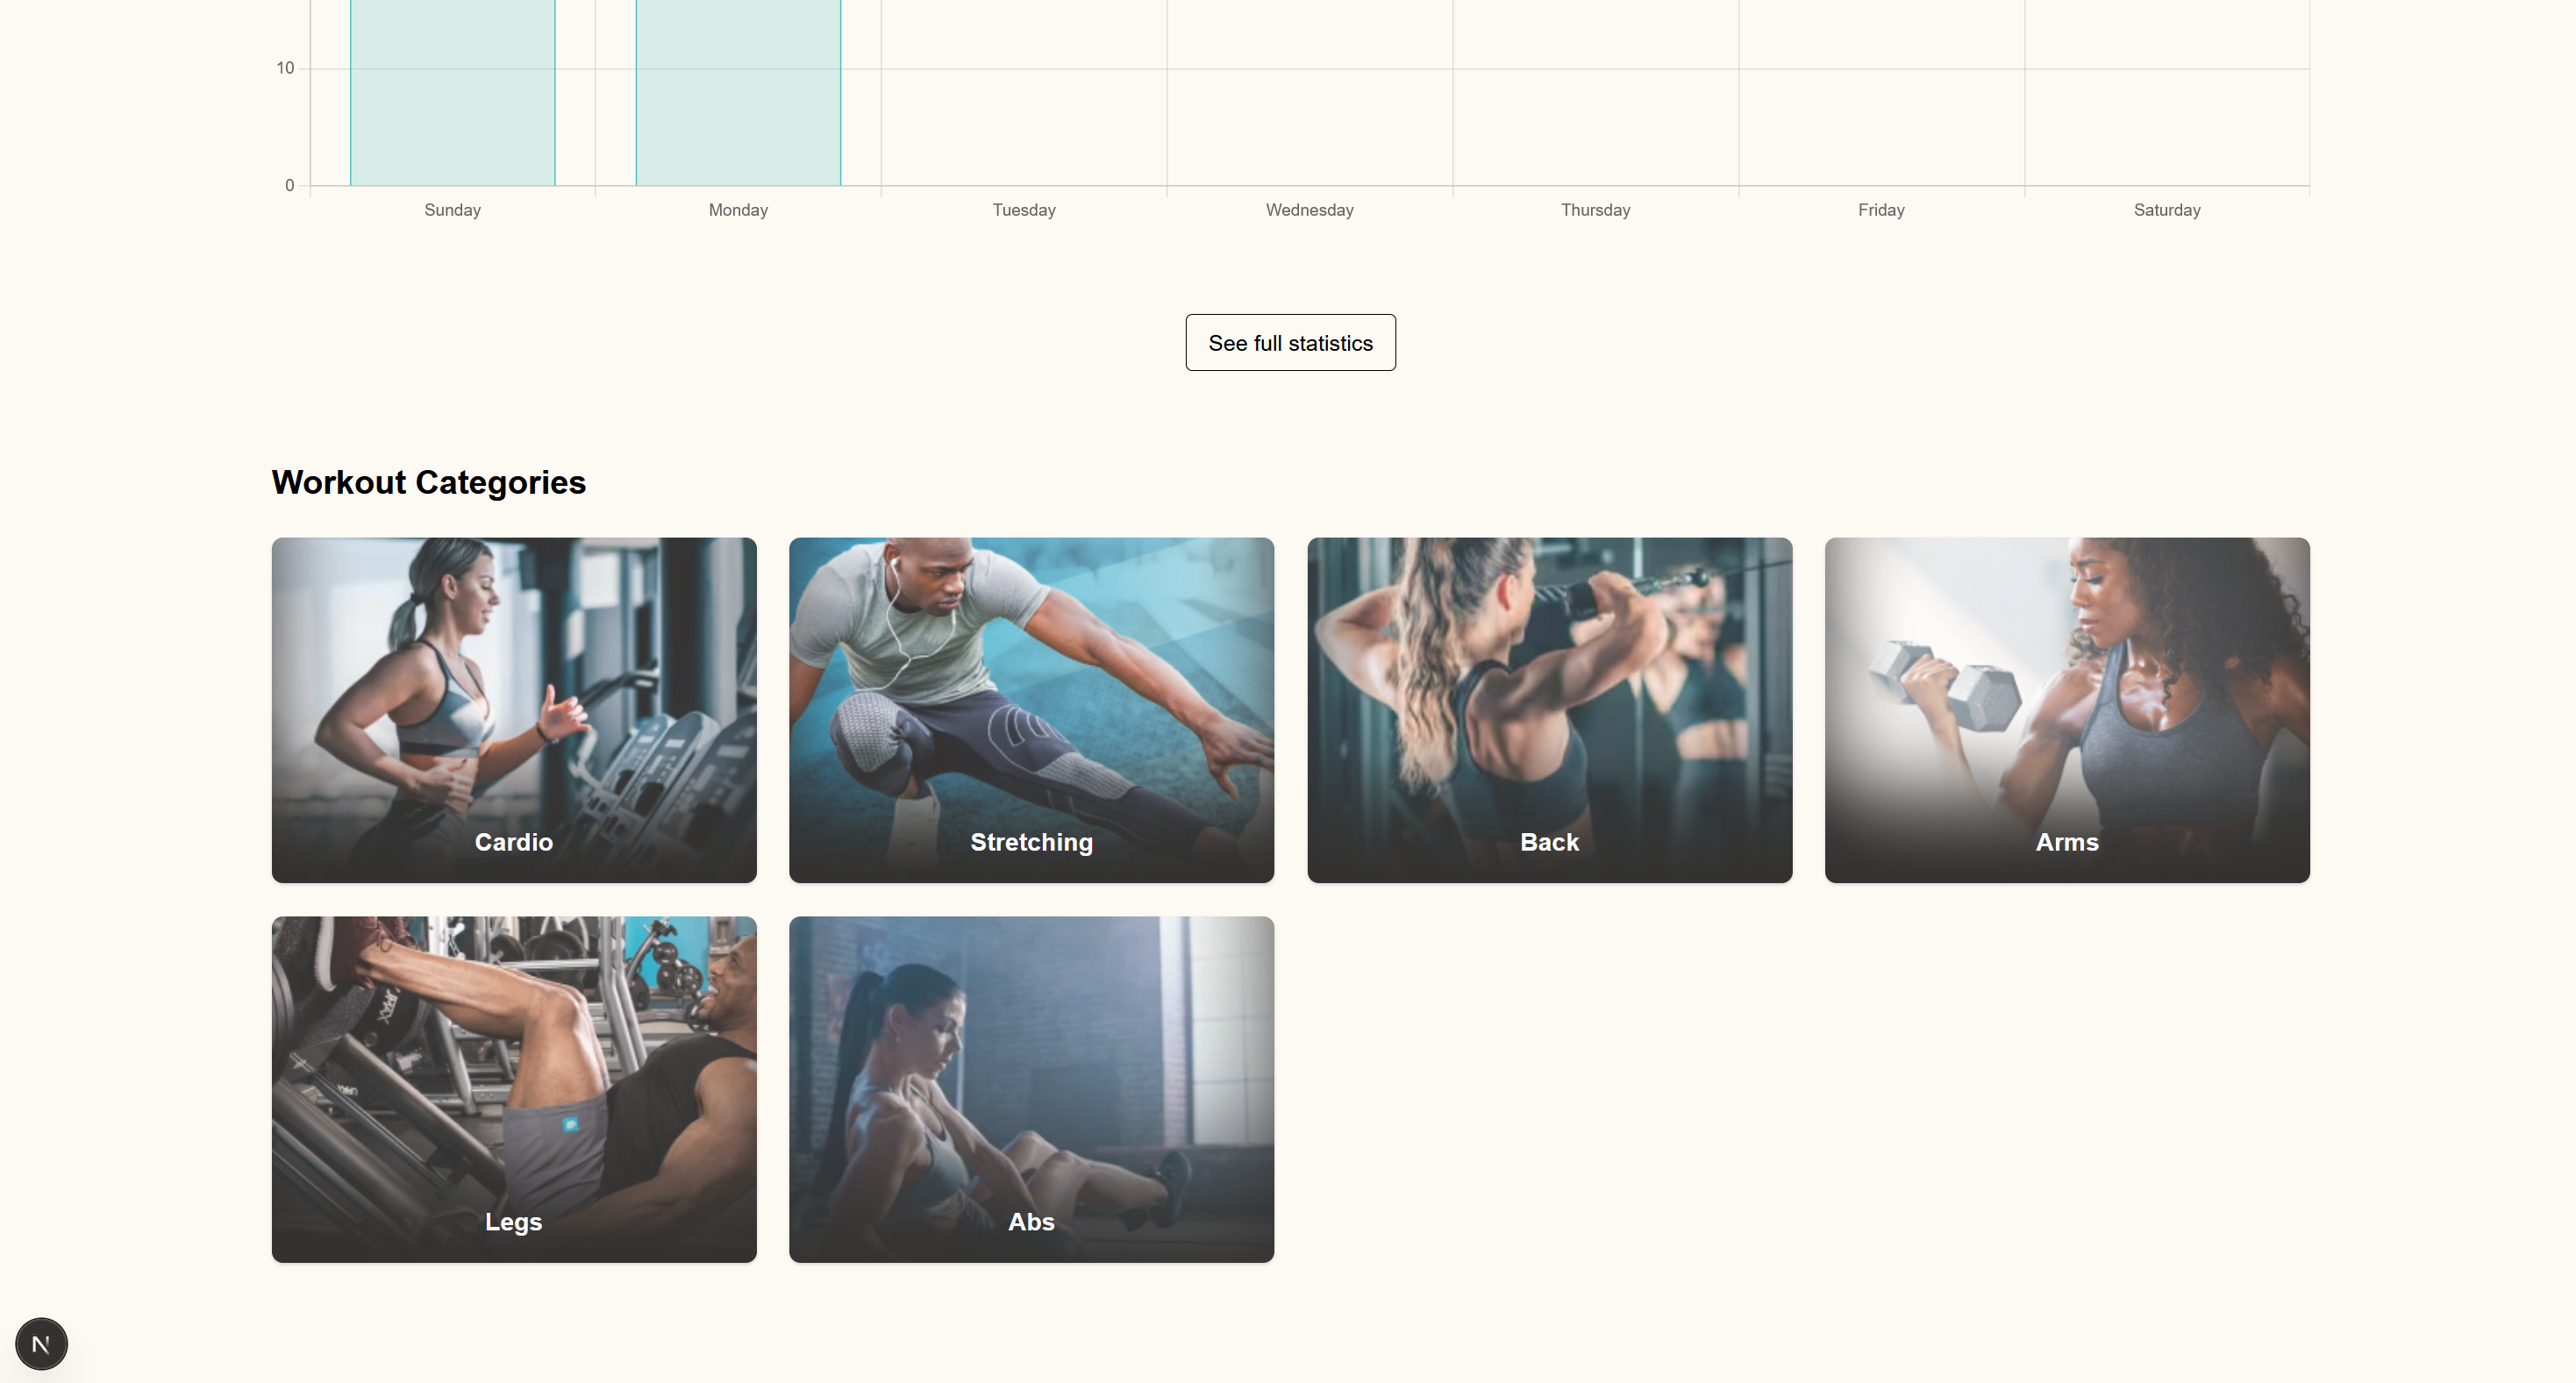 10
0
Sunday Monday Tuesday Wednesday Thursday Friday Saturday
See full statistics
Workout Categories
Cardio Stretching Back Arms
Legs Abs
N